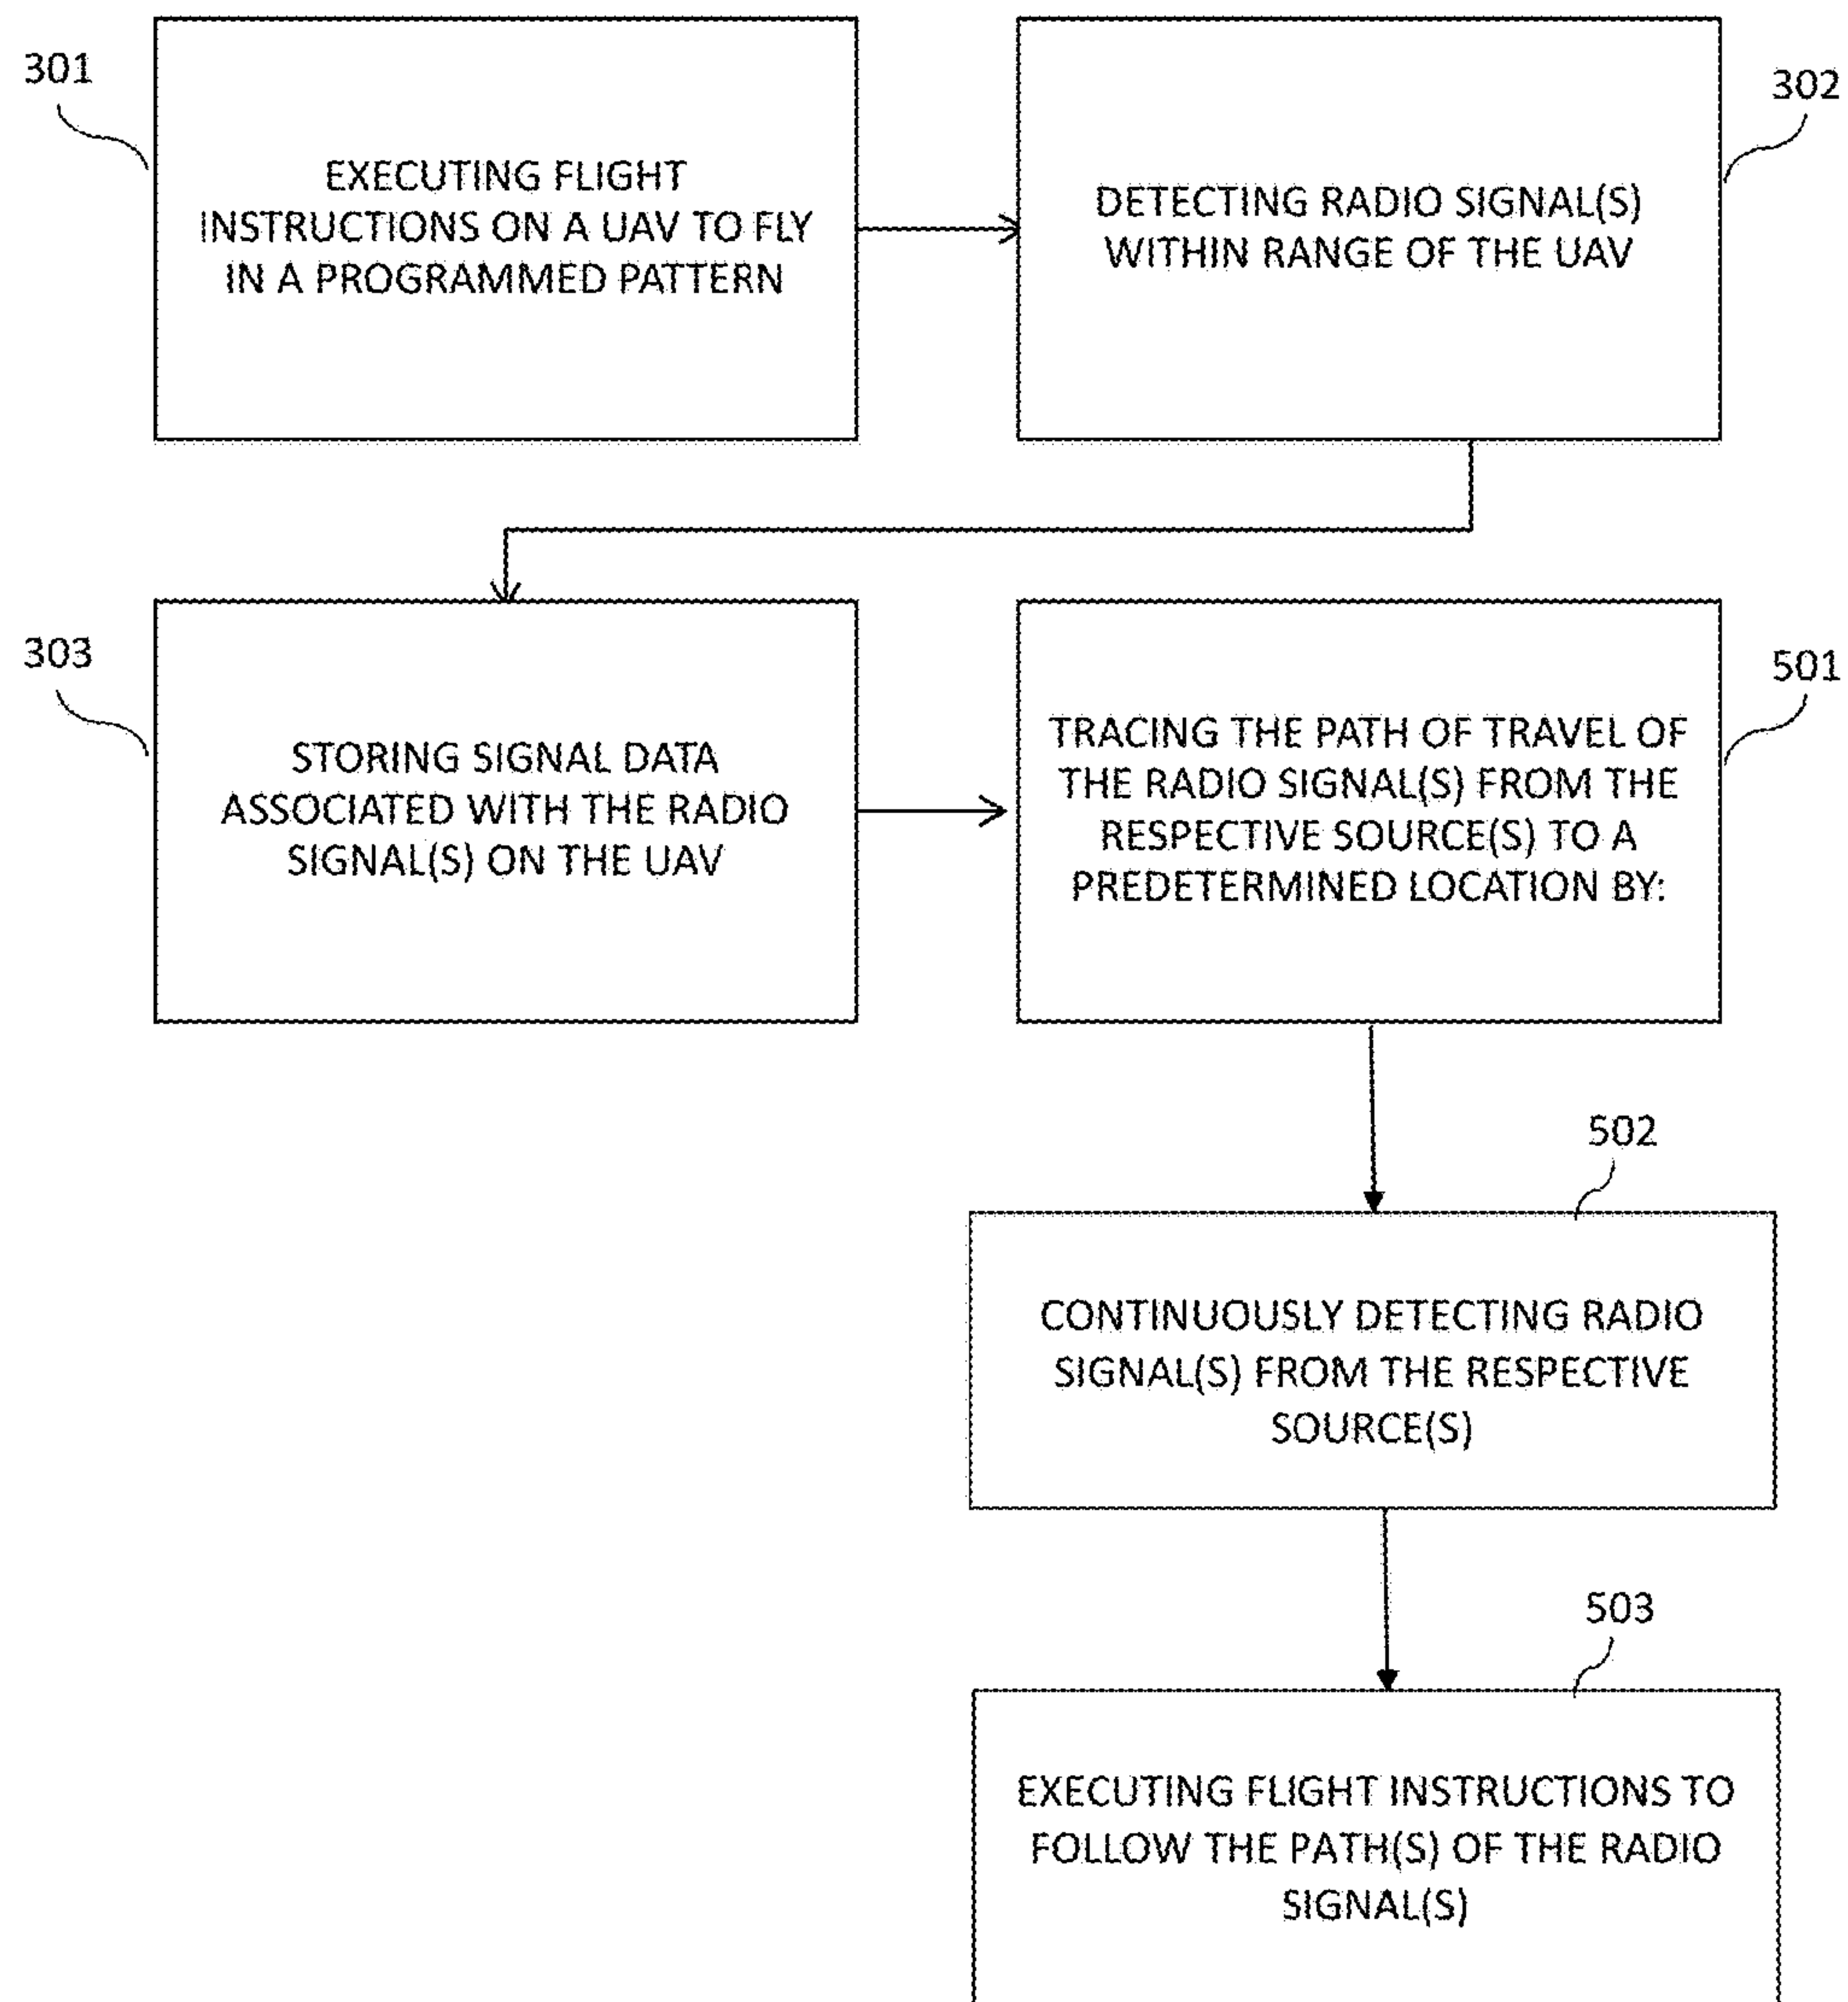 301
EXECUTING FLIGHT
INSTRUCTIONS ON A UAV TO FLY
IN A PROGRAMMED PATTERN
302
DETECTING RADIO SIGNAL(S)
WITHIN RANGE OF THE UAV
303
STORING SIGNAL DATA
ASSOCIATED WITH THE RADIO
SIGNAL(S) ON THE UAV
501
TRACING THE PATH OF TRAVEL OF
THE RADIO SIGNAL(S) FROM THE
RESPECTIVE SOURCE(S) TO A
PREDETERMINED LOCATION BY:
502
CONTINUOUSLY DETECTING RADIO
SIGNAL(S) FROM THE RESPECTIVE
SOURCE(S)
503
EXECUTING FLIGHT INSTRUCTIONS TO
FOLLOW THE PATH(S) OF THE RADIO
SIGNAL(S)